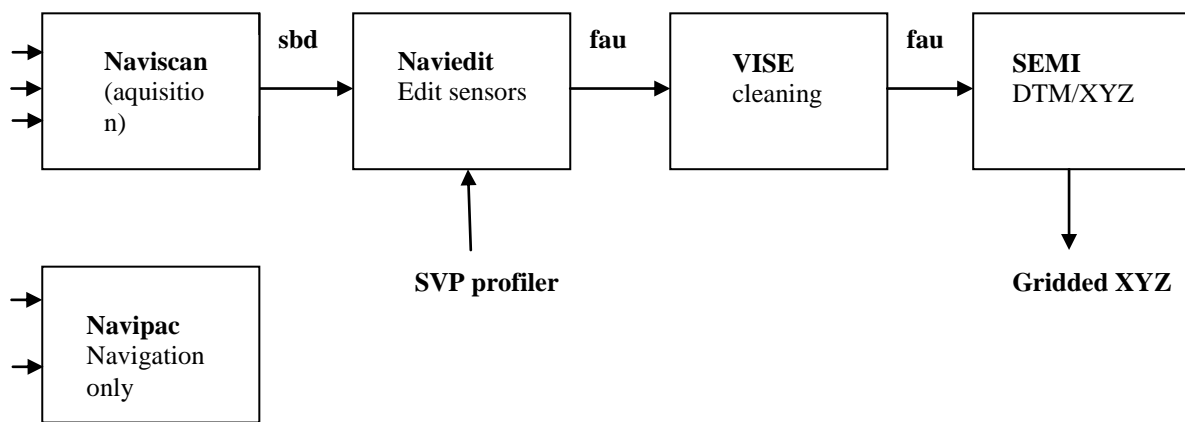 sbd
fau
fau
Naviscan
(aquisitio
n)
Naviedit
Edit sensors
VISE
cleaning
SEMI
DTM/XYZ
SVP profiler
Gridded XYZ
Navipac
Navigation
only